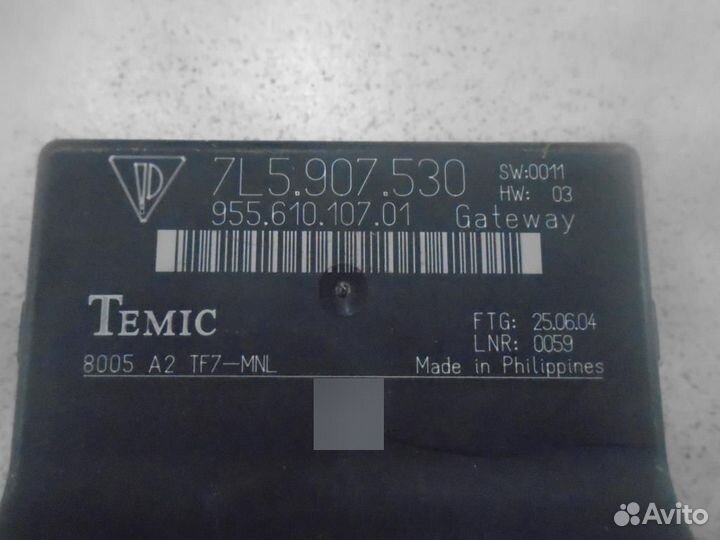 7L5.907.530 SW:0011
HW: 03
955.610.107.01 Gateway
TEMIC
FTG: 25.06.04
LNR: 0059
8005 A2 TF7-MNL Made in Philippines
Avito